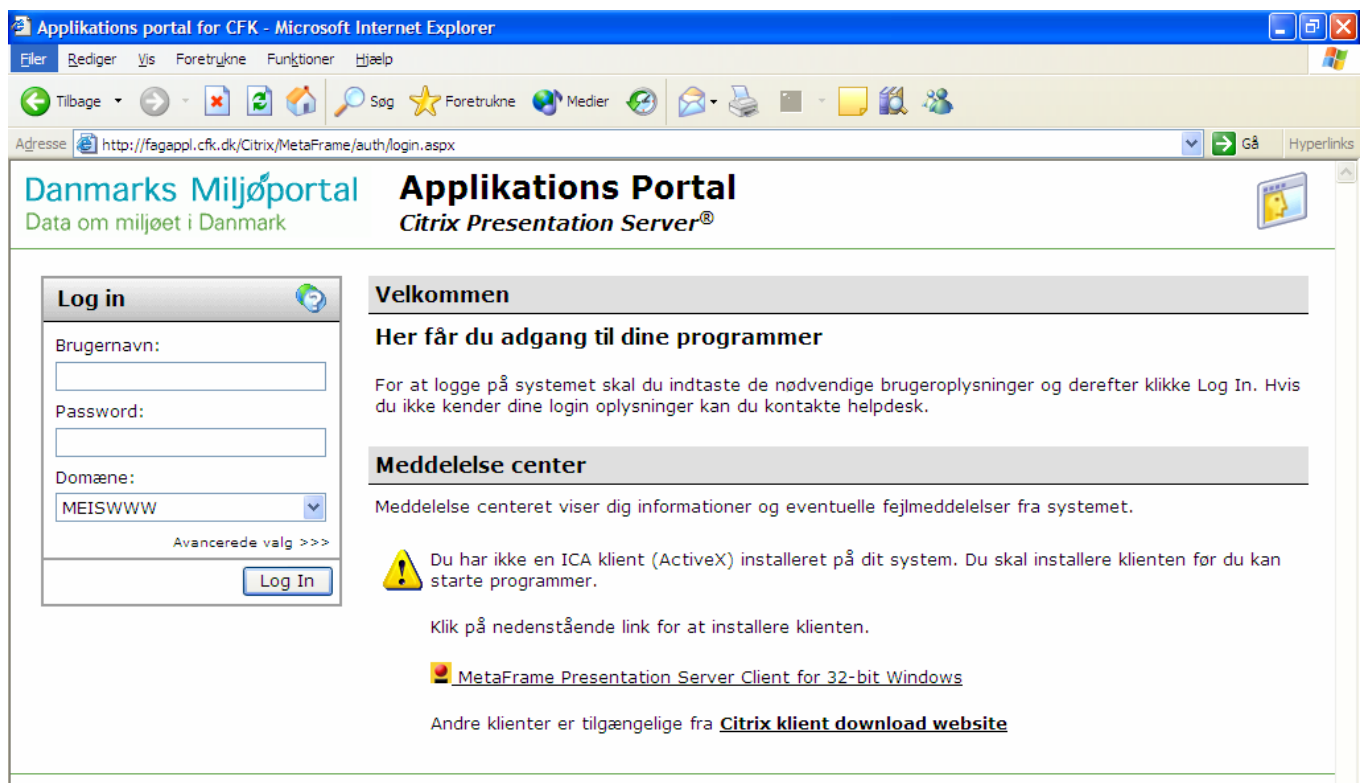 Applikations portal for CFK - Microsoft Internet Explorer
Filer Rediger Vis Foretrukne Funktioner Hjælp
Tilbage Søg Foretrukne Medier
Adresse http://fagappl.cfk.dk/Citrix/MetaFrame/auth/login.aspx Gå Hyperlinks
Danmarks Miljøportal
Data om miljøet i Danmark
Applikations Portal
Citrix Presentation Server®
Log in
Brugernavn:
Password:
Domæne:
MEISWWW
Avancerede valg >>>
Log In
Velkommen
Her får du adgang til dine programmer
For at logge på systemet skal du indtaste de nødvendige brugeroplysninger og derefter klikke Log In. Hvis
du ikke kender dine login oplysninger kan du kontakte helpdesk.
Meddelelse center
Meddelelse centeret viser dig informationer og eventuelle fejlmeddelelser fra systemet.
Du har ikke en ICA klient (ActiveX) installeret på dit system. Du skal installere klienten før du kan
starte programmer.
Klik på nedenstående link for at installere klienten.
MetaFrame Presentation Server Client for 32-bit Windows
Andre klienter er tilgængelige fra Citrix klient download website